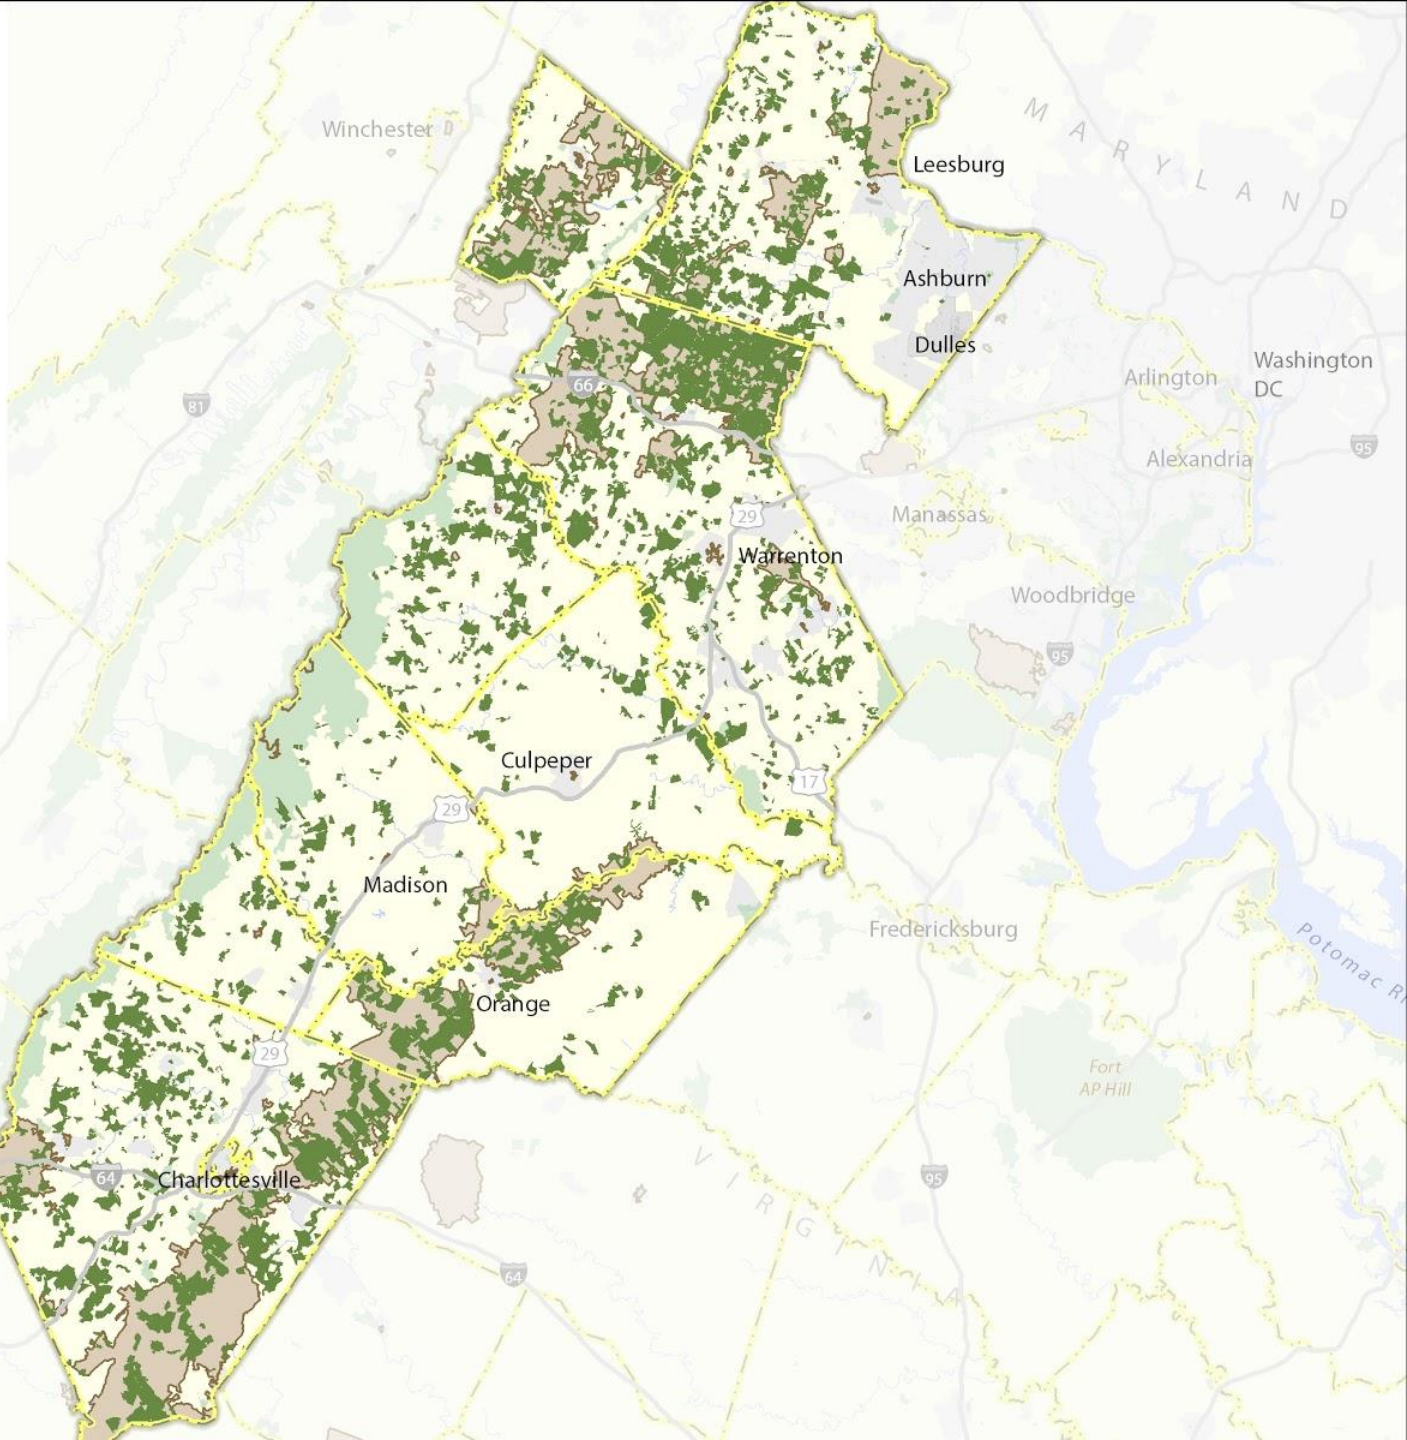 MARYLAND
Winchester
Leesburg
Ashburn
Dulles
Washington
DC
Arlington
66
81
95
Alexandria
29
Manassas
Warrenton
Woodbridge
95
Culpeper
17
29
Madison
Fredericksburg
Potomac Ri
Orange
29
Fort
AP Hill
64
Charlottesville
95
VIRGINIA
64